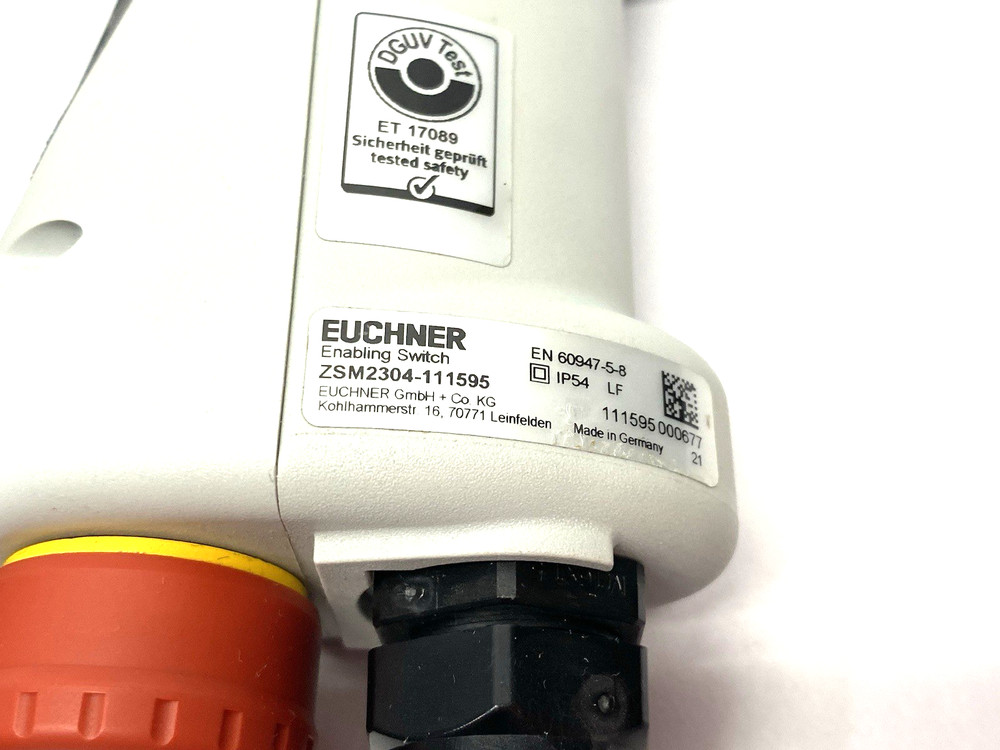 DGUV Test
ET 17089
Sicherheit geprüft
tested safety
EUCHNER
Enabling Switch
ZSM2304-111595
EUCHNER GmbH + Co. KG
Kohlhammerstr 16, 70771 Leinfelden
EN 60947-5-8
IP54 LF
111595 000677
Made in Germany 21